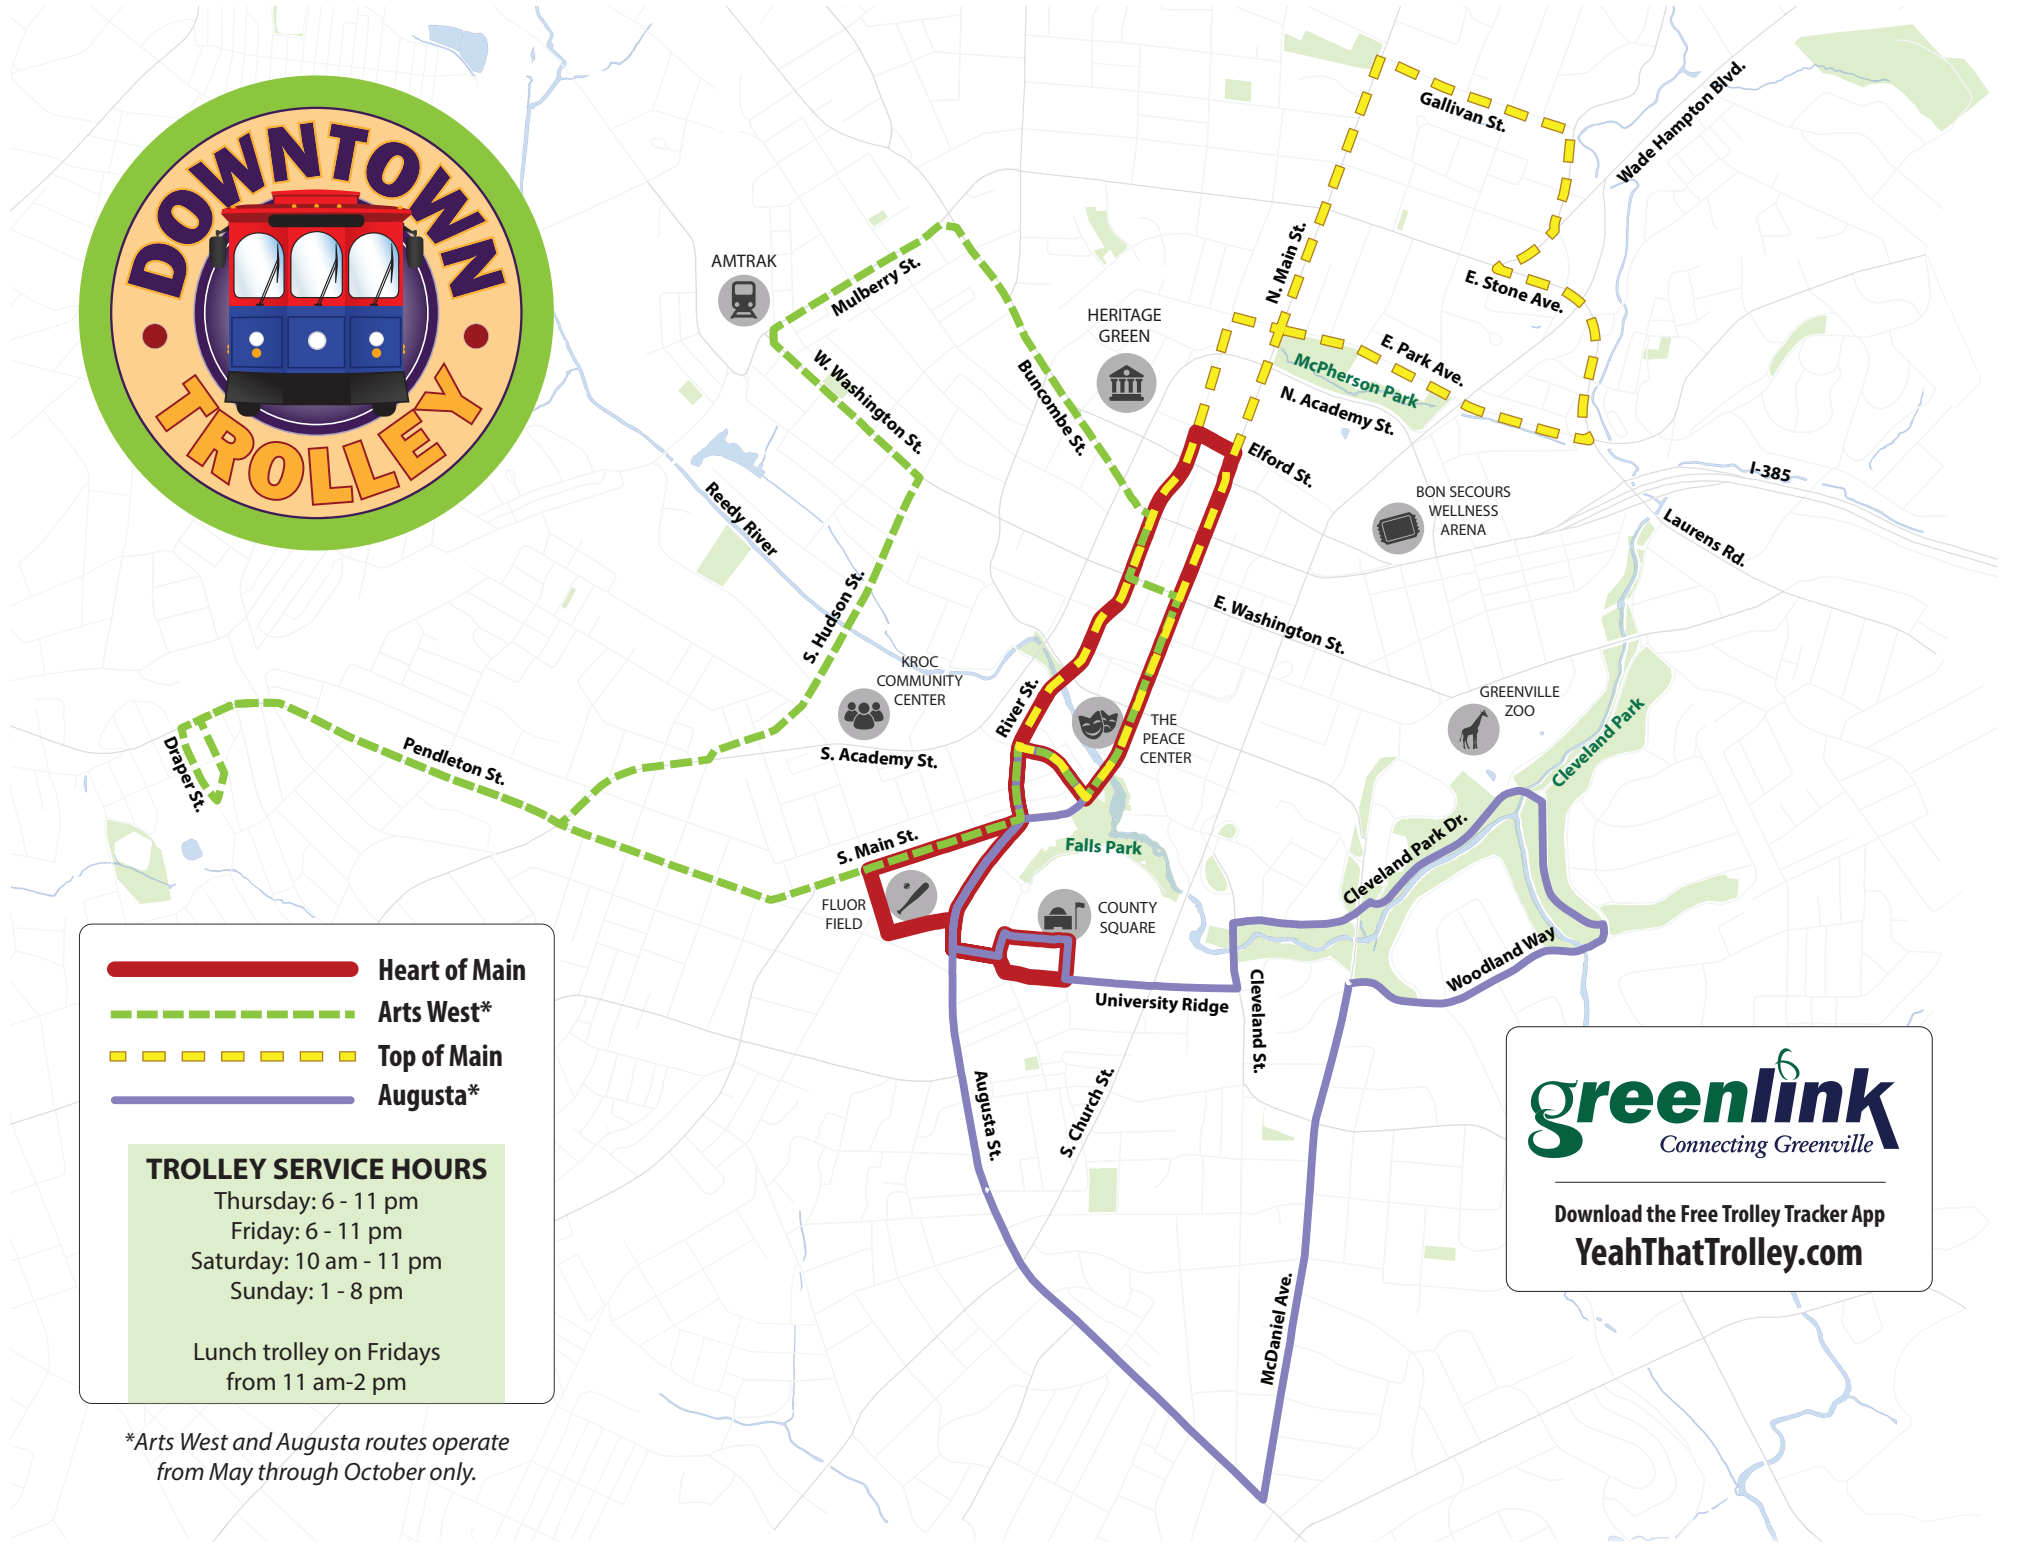 DOWNTOWN
TROLLEY
AMTRAK
Mulberry St.
W. Washington St.
Buncombe St.
HERITAGE
GREEN
N. Main St.
Gallivan St.
Wade Hampton Blvd.
E. Stone Ave.
E. Park Ave.
McPherson Park
N. Academy St.
Elford St.
BON SECOURS
WELLNESS
ARENA
I-385
Laurens Rd.
Reedy River
S. Hudson St.
E. Washington St.
KROC
COMMUNITY
CENTER
River St.
THE
PEACE
CENTER
GREENVILLE
ZOO
Cleveland Park
Draper St.
Pendleton St.
S. Academy St.
S. Main St.
Falls Park
Cleveland Park Dr.
FLUOR
FIELD
COUNTY
SQUARE
Woodland Way
University Ridge
Cleveland St.
Augusta St.
S. Church St.
McDaniel Ave.
Heart of Main
Arts West*
Top of Main
Augusta*
TROLLEY SERVICE HOURS
Thursday: 6 - 11 pm
Friday: 6 - 11 pm
Saturday: 10 am - 11 pm
Sunday: 1 - 8 pm
Lunch trolley on Fridays
from 11 am-2 pm
*Arts West and Augusta routes operate
from May through October only.
greenlink
Connecting Greenville
Download the Free Trolley Tracker App
YeahThatTrolley.com